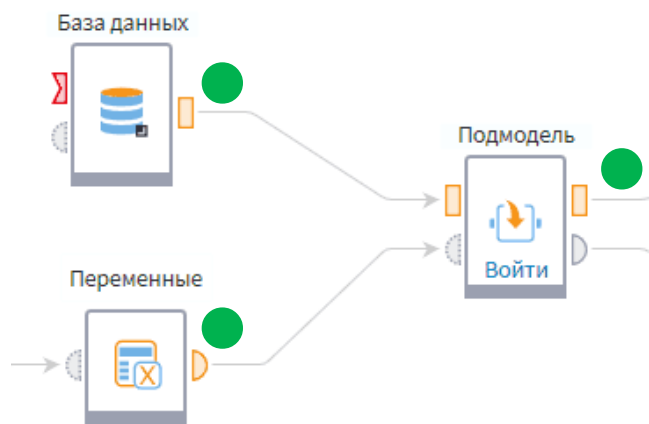 База данных
Подмодель
Войти
Переменные
X